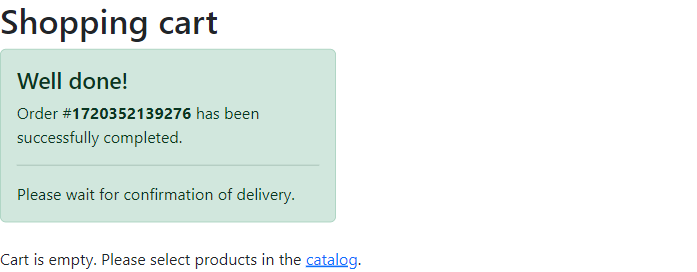 Shopping cart
Well done!
Order #1720352139276 has been
successfully completed.
Please wait for confirmation of delivery.
Cart is empty. Please select products in the catalog.